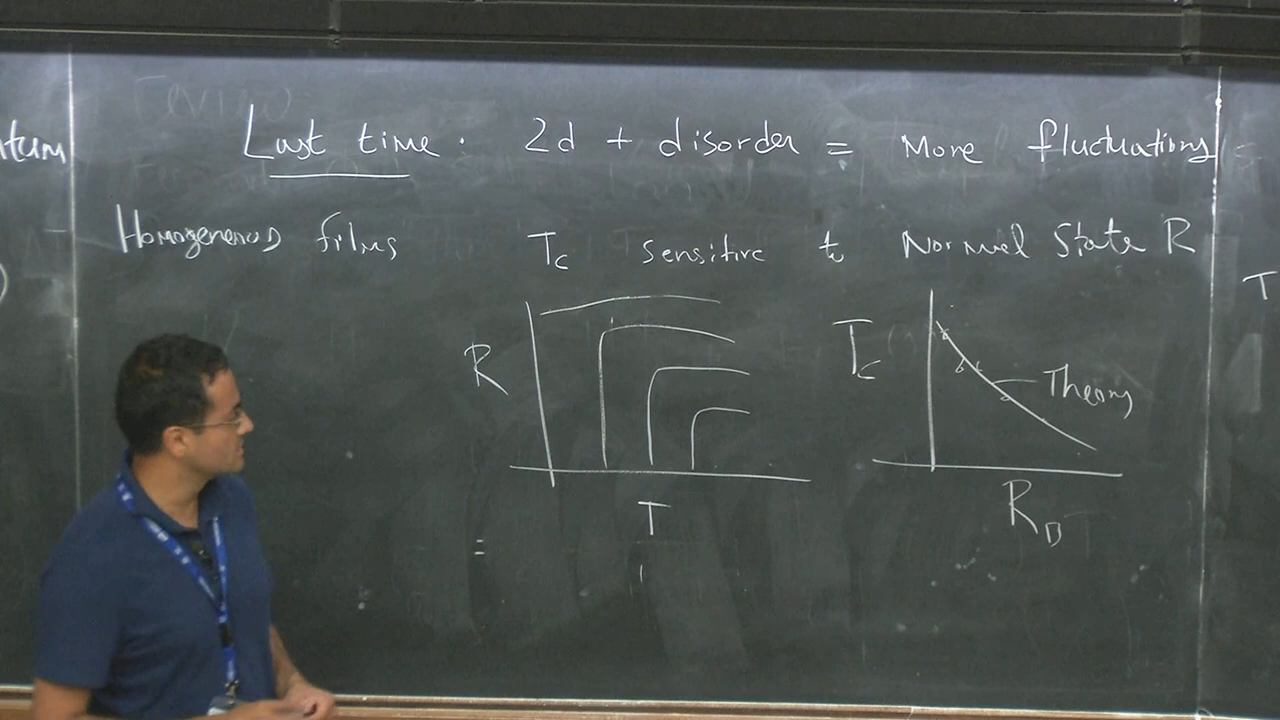 Last time: 2d + disorder = More fluctuations
Homogeneous films Tc sensitive to Normal State R
R
T
Tc
Theory
R□
=
T